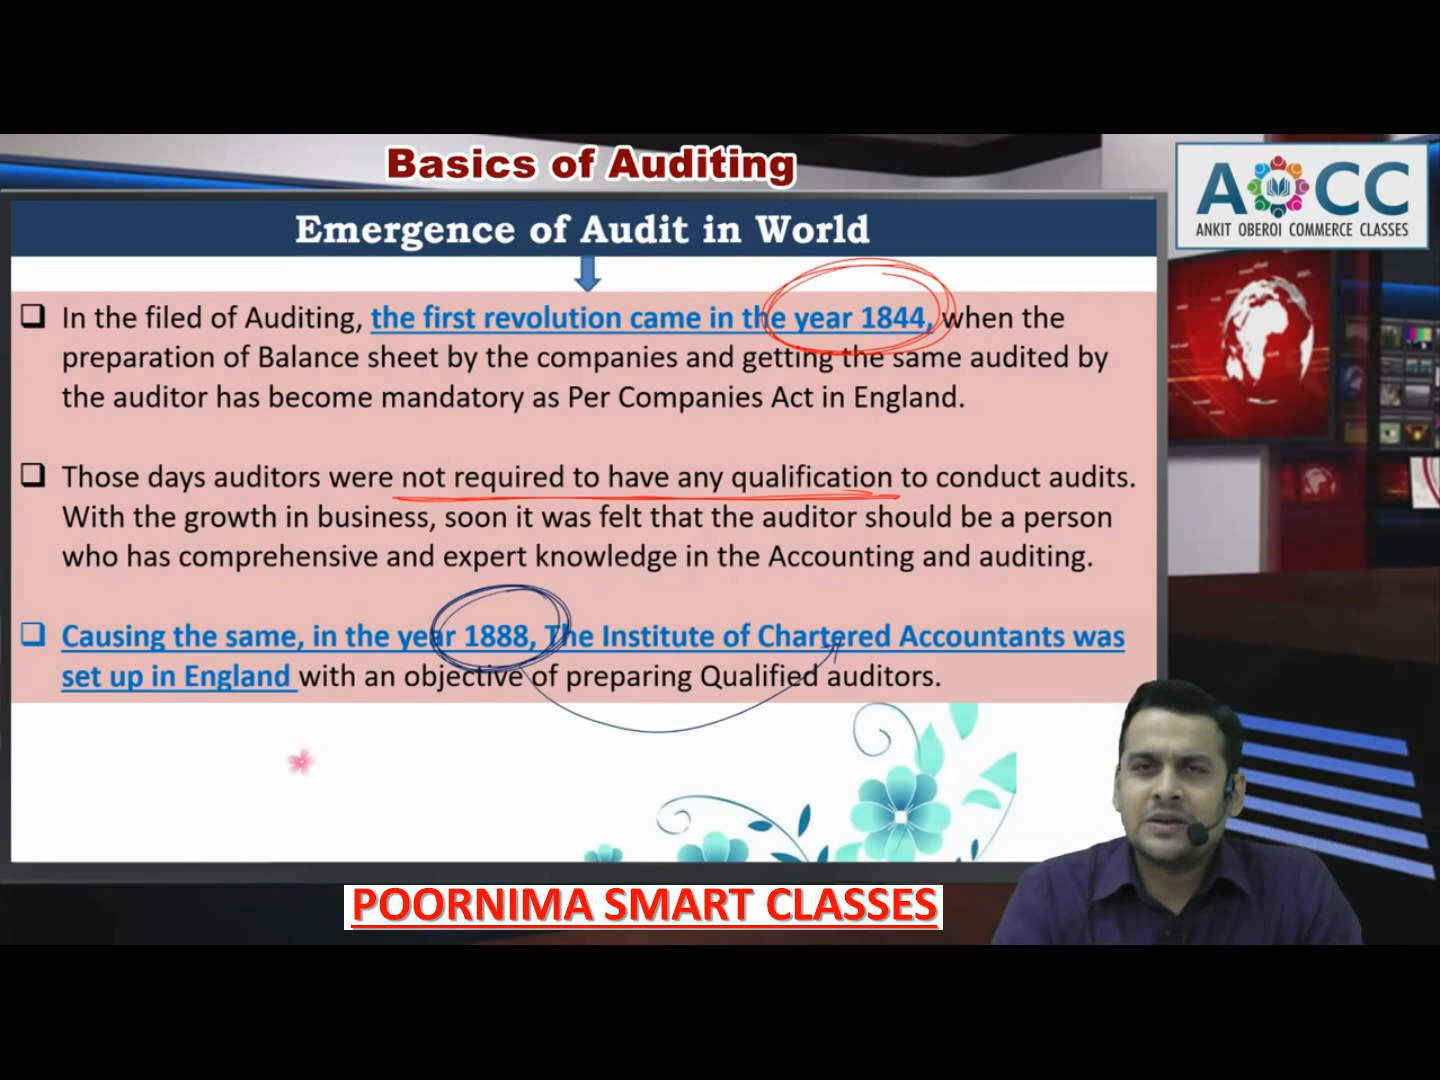 Basics of Auditing
AOCC
ANKIT OBEROI COMMERCE CLASSES
Emergence of Audit in World
In the filed of Auditing, the first revolution came in the year 1844, when the
preparation of Balance sheet by the companies and getting the same audited by
the auditor has become mandatory as Per Companies Act in England.
Those days auditors were not required to have any qualification to conduct audits.
With the growth in business, soon it was felt that the auditor should be a person
who has comprehensive and expert knowledge in the Accounting and auditing.
Causing the same, in the year 1888, The Institute of Chartered Accountants was
set up in England with an objective of preparing Qualified auditors.
POORNIMA SMART CLASSES